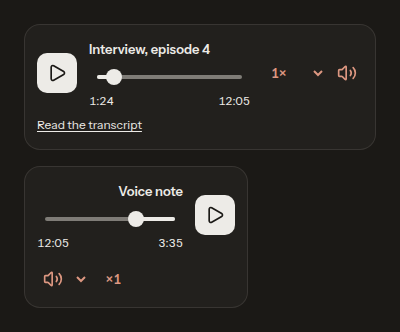 Interview, episode 4
1×
1:24 12:05
Read the transcript
Voice note
12:05 3:35
×1